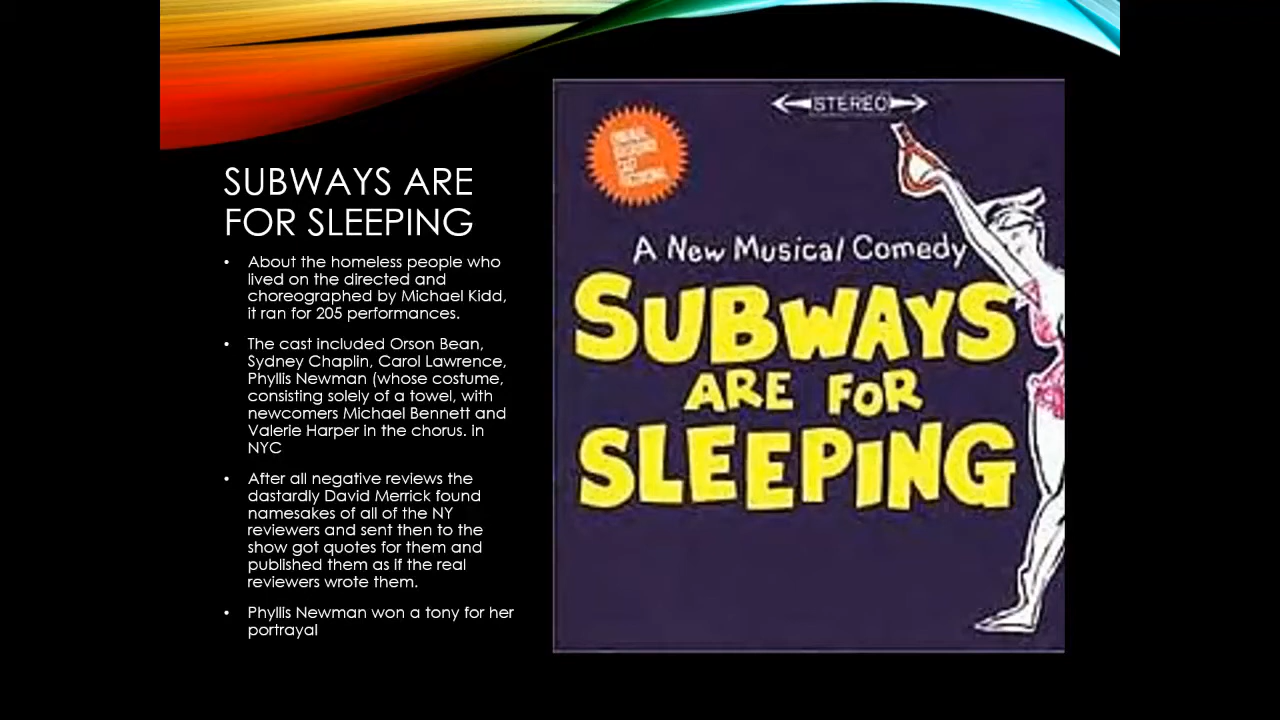 SUBWAYS ARE
FOR SLEEPING
• About the homeless people who
lived on the directed and
choreographed by Michael Kidd,
it ran for 205 performances.
• The cast included Orson Bean,
Sydney Chaplin, Carol Lawrence,
Phyllis Newman (whose costume,
consisting solely of a towel, with
newcomers Michael Bennett and
Valerie Harper in the chorus. in
NYC
• After all negative reviews the
dastardly David Merrick found
namesakes of all of the NY
reviewers and sent then to the
show got quotes for them and
published them as if the real
reviewers wrote them.
• Phyllis Newman won a tony for her
portrayal
STEREO
A New Musical Comedy
SUBWAYS
ARE FOR
SLEEPING